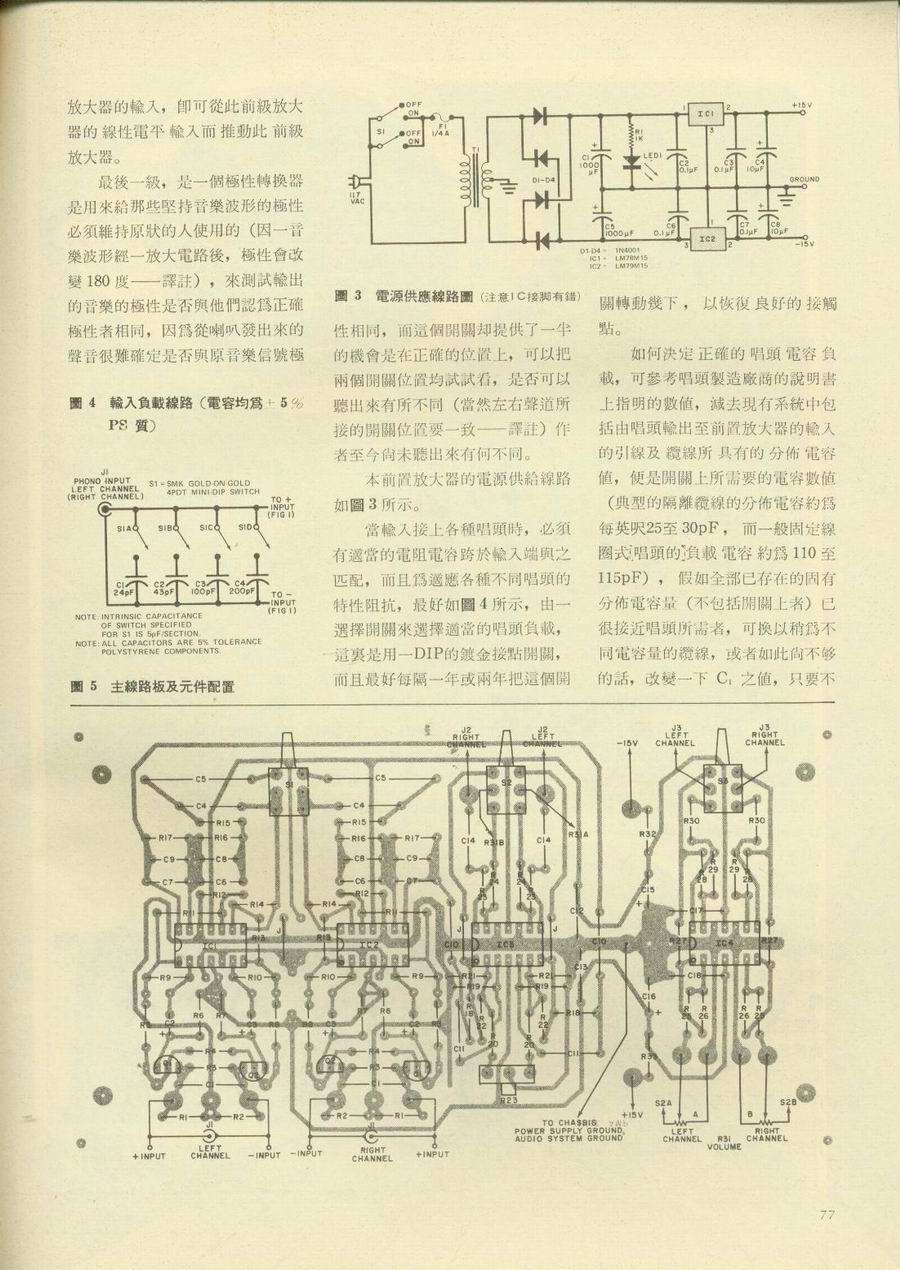 放大器的輸入，卽可從此前級放大
器的線性電平輸入而推動此前級
放大器。
最後一級，是一個極性轉換器
是用來給那些堅持音樂波形的極性
必須維持原狀的人使用的（因一音
樂波形經一放大電路後，極性會改
變180度——譯註），來測試輸出
的音樂的極性是否與他們認爲正確
極性者相同，因爲從喇叭發出來的
聲音很難確定是否與原音樂信號極
圖 4 輸入負載線路（電容均爲±5%
PS 質）
J1
PHONO INPUT
LEFT CHANNEL
(RIGHT CHANNEL)
S1 = SMK GOLD-ON-GOLD
4PDT MINI-DIP SWITCH
TO +
INPUT
(FIG 1)
S1A S1B S1C S1D
C1 24pF
C2 43pF
C3 100pF
C4 200pF
TO –
INPUT
(FIG 1)
NOTE: INTRINSIC CAPACITANCE
OF SWITCH SPECIFIED
FOR S1 IS 5pF/SECTION.
NOTE: ALL CAPACITORS ARE 5% TOLERANCE
POLYSTYRENE COMPONENTS.
圖 5 主線路板及元件配置
OFF
ON
S1
OFF
ON
F1
1/4 A
117
VAC
T1
D1-D4
C1
1000
μF
R1
1K
LED1
C2
0.1μF
IC1
1 2
3
C3
0.1μF
C4
10μF
+15V
GROUND
C5
1000μF
C6
0.1μF
IC2
1
3 2
C7
0.1μF
C8
10μF
–15V
D1-D4 = 1N4001
IC1 = LM78M15
IC2 = LM79M15
圖 3 電源供應線路圖（注意IC接脚有錯）
性相同，而這個開關却提供了一半
的機會是在正確的位置上，可以把
兩個開關位置均試試看，是否可以
聽出來有所不同（當然左右聲道所
接的開關位置要一致——譯註）作
者至今尙未聽出來有何不同。
本前置放大器的電源供給線路
如圖3所示。
當輸入接上各種唱頭時，必須
有適當的電阻電容跨於輸入端與之
匹配，而且爲適應各種不同唱頭的
特性阻抗，最好如圖4所示，由一
選擇開關來選擇適當的唱頭負載，
這裏是用一DIP的鍍金接點開關，
而且最好每隔一年或兩年把這個開
關轉動幾下，以恢復良好的接觸
點。
如何決定正確的唱頭電容負
載，可參考唱頭製造廠商的說明書
上指明的數値，減去現有系統中包
括由唱頭輸出至前置放大器的輸入
的引線及纜線所具有的分佈電容
値，便是開關上所需要的電容數値
（典型的隔離纜線的分佈電容約爲
每英呎25至30pF，而一般固定線
圈式[唱頭的]負載電容約爲110至
115pF），假如全部已存在的固有
分佈電容量（不包括開關上者）已
很接近唱頭所需者，可換以稍爲不
同電容量的纜線，或者如此尙不够
的話，改變一下C₁之値，只要不
J2
RIGHT
CHANNEL
J2
LEFT
CHANNEL
–15V
J3
LEFT
CHANNEL
J3
RIGHT
CHANNEL
S1 S2 S3
C5 C5
C4 C4
R15 R15
R17 R16 R16 R17
C9 C8 C8 C9
C7 C6 C6 C7
R12 R12
R14 R14
R11 R11
C14 R31B C14 R31A
R32 R30 R30
C15
C12
C17
IC1 IC2 IC3 IC4
R13 R13 J J J
C10 C10
R27 R27
R9 R10 R10 R9
R21 R21
R19 R19
C13
R18
C16
C18
R6 R6
R4 R4
C1 C1
Q1 Q2 Q2
C11 C11
R23
R1 R2 R2 R1
J1 J1
+INPUT
LEFT
CHANNEL
–INPUT
–INPUT
RIGHT
CHANNEL
+INPUT
TO CHASSIS
POWER SUPPLY GROUND,
AUDIO SYSTEM GROUND
+15V
S2A A B S2B
LEFT
CHANNEL
R31
VOLUME
RIGHT
CHANNEL
77